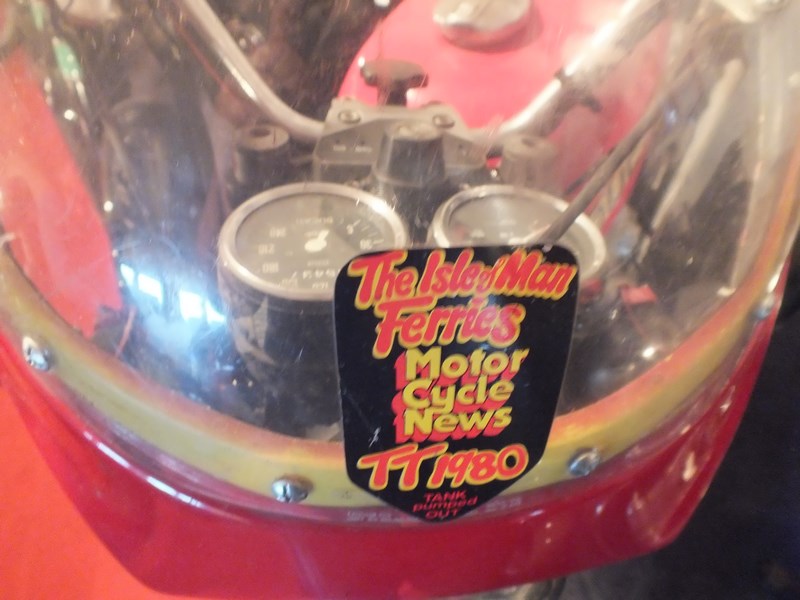 The Isle of Man
Ferries
Motor
Cycle
News
TT 1980
TANK
pumped
OUT